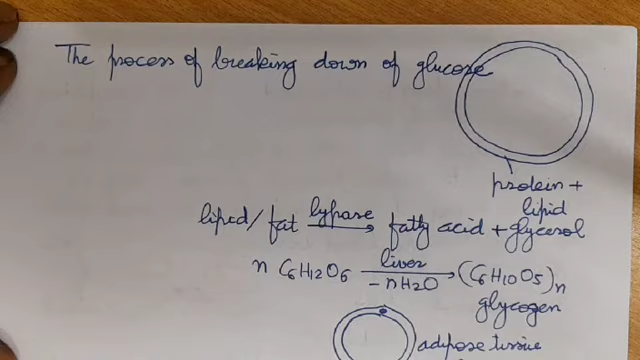 The process of breaking down of glucose
protein +
lipid
lipid/fat lypase → fatty acid + glycerol
n C6H12O6 liver → -nH2O (C6H10O5)n
glycogen
adipose tissue